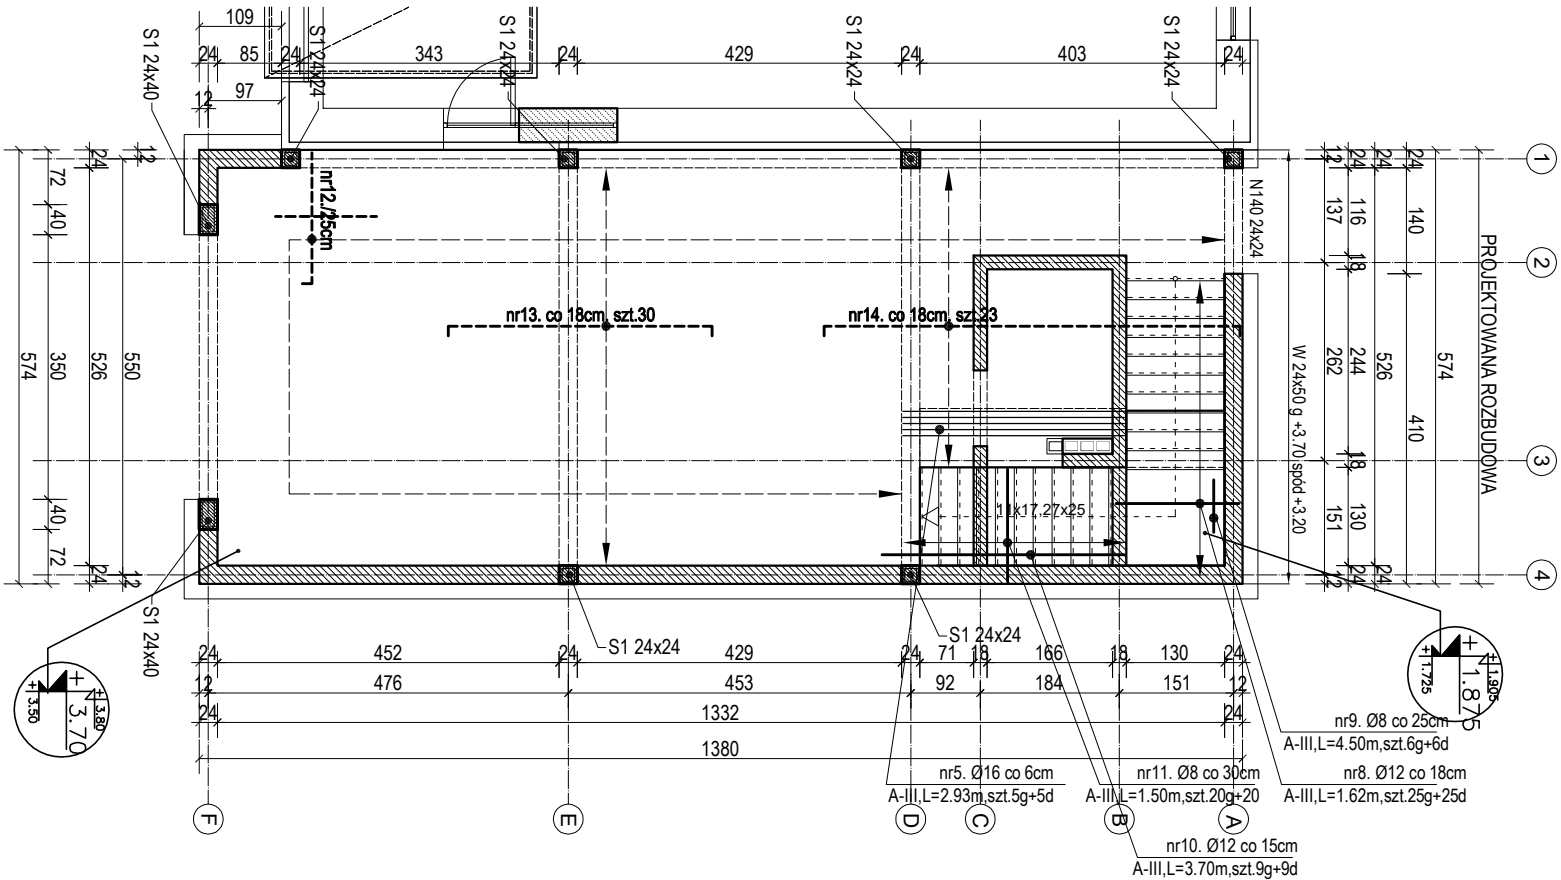 109
24
85
24
343
24
429
24
403
24
12
97
S1 24x40
S1 24x24
S1 24x24
S1 24x24
S1 24x24
1
2
3
4
574
72
40
350
40
72
24
526
24
12
550
12
574
nr12./25cm
nr13. co 18cm, szt.30
nr14. co 18cm, szt.23
11x17,27x25
N140 24x24
W 24x50 g +3.70 spód +3.20
12
137
262
151
12
24
116
18
244
18
130
24
24
526
24
24
140
410
574
PROJEKTOWANA ROZBUDOWA
S1 24x40
S1 24x24
S1 24x24
24
452
24
429
24
71
18
166
18
130
24
12
476
453
92
184
151
12
24
1332
24
1380
+3.80
+3.70
+3.50
+1.905
+1.875
+1.725
nr9. Ø8 co 25cm
A-III,L=4.50m,szt.6g+6d
nr5. Ø16 co 6cm
A-III,L=2.93m,szt.5g+5d
nr11. Ø8 co 30cm
A-III,L=1.50m,szt.20g+20
nr8. Ø12 co 18cm
A-III,L=1.62m,szt.25g+25d
nr10. Ø12 co 15cm
A-III,L=3.70m,szt.9g+9d
F
E
D
C
B
A